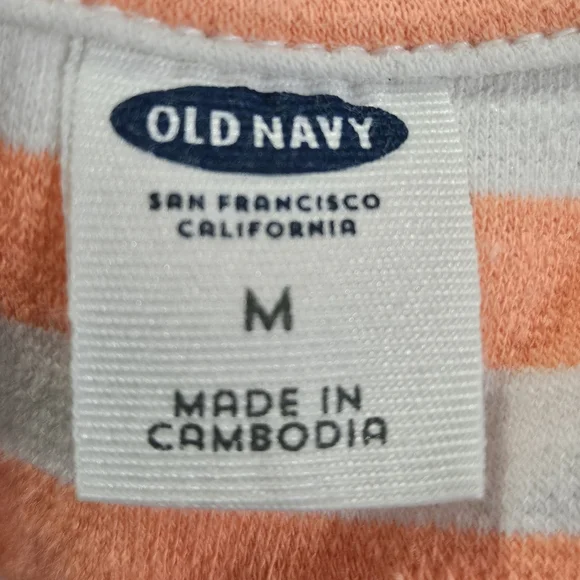 OLD NAVY
SAN FRANCISCO
CALIFORNIA
M
MADE IN
CAMBODIA